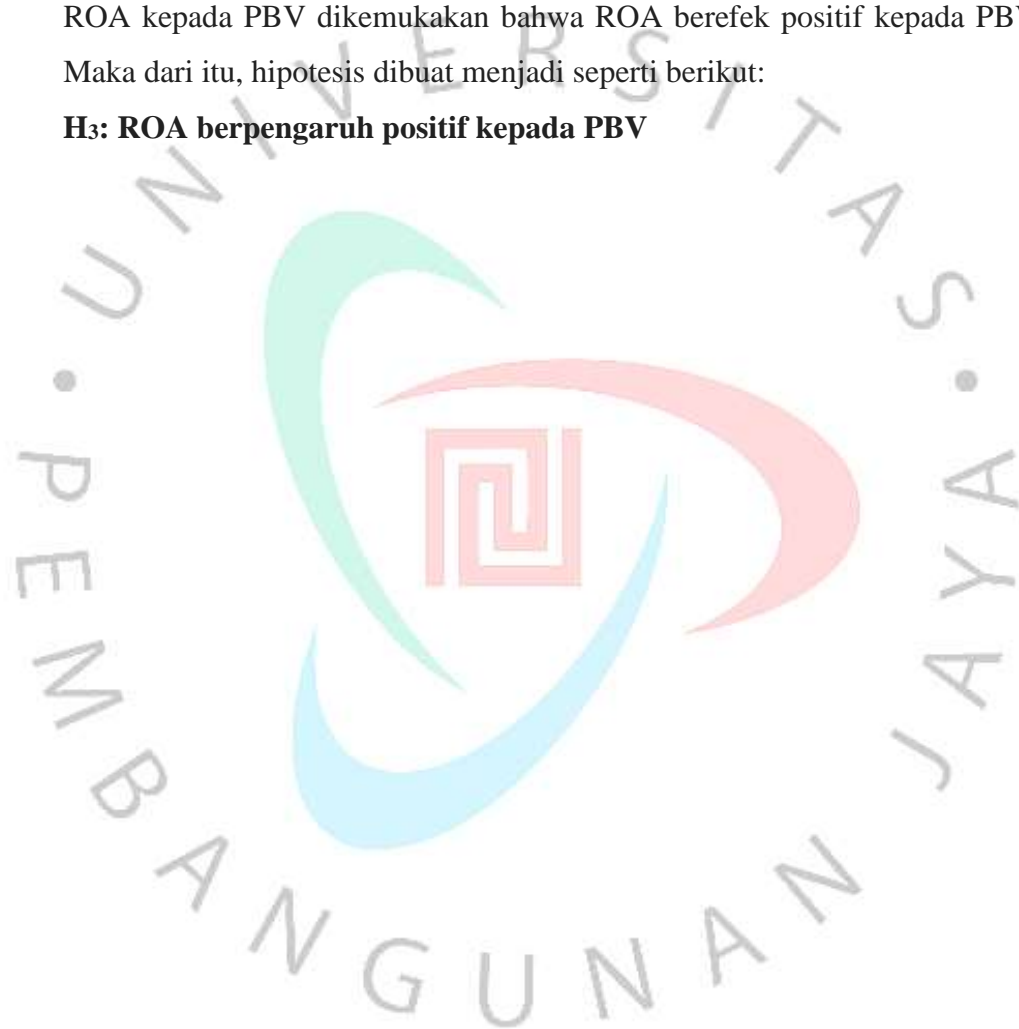 ROA kepada PBV dikemukakan bahwa ROA berefek positif kepada PBV
Maka dari itu, hipotesis dibuat menjadi seperti berikut:
H3: ROA berpengaruh positif kepada PBV
UNIVERSITAS • PEMBANGUNAN JAYA •